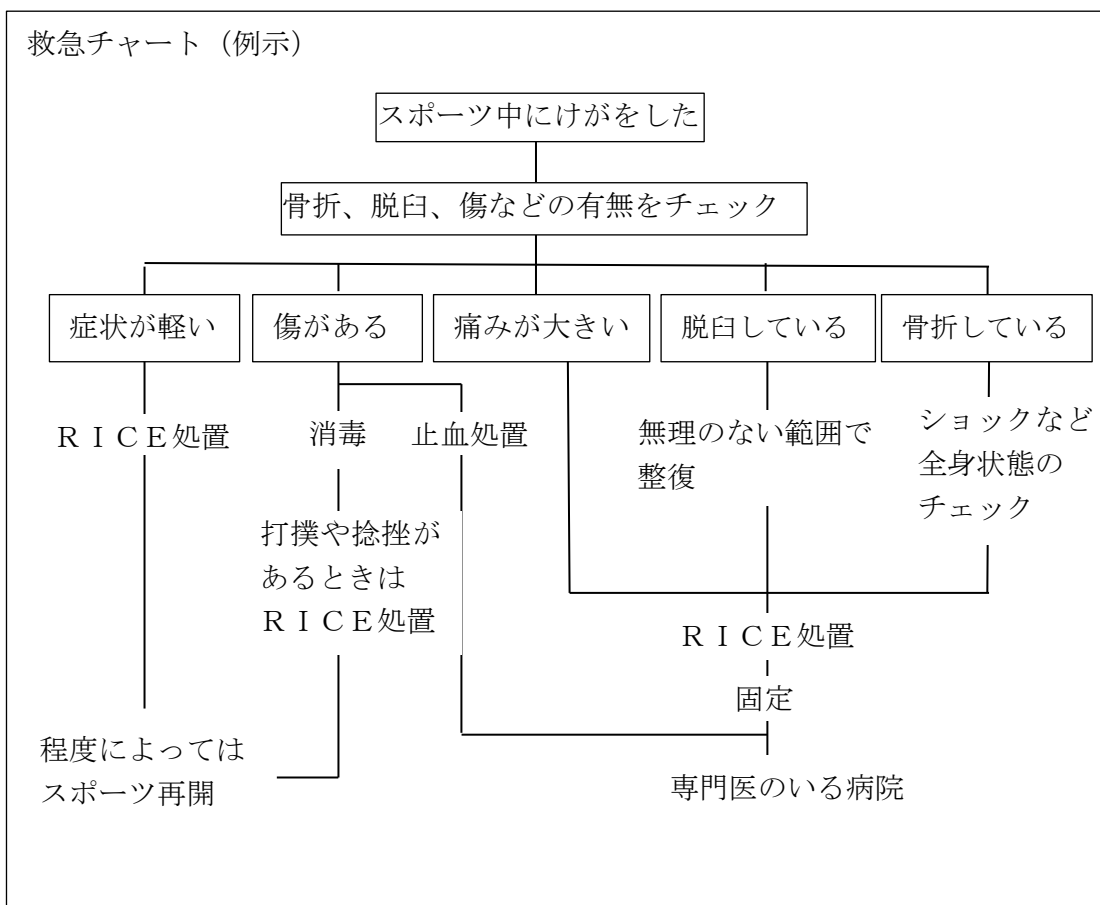 救急チャート（例示）
スポーツ中にけがをした
骨折、脱臼、傷などの有無をチェック
症状が軽い
傷がある
痛みが大きい
脱臼している
骨折している
ＲＩＣＥ処置
消毒
止血処置
無理のない範囲で
整復
ショックなど
全身状態の
チェック
打撲や捻挫が
あるときは
ＲＩＣＥ処置
ＲＩＣＥ処置
固定
程度によっては
スポーツ再開
専門医のいる病院